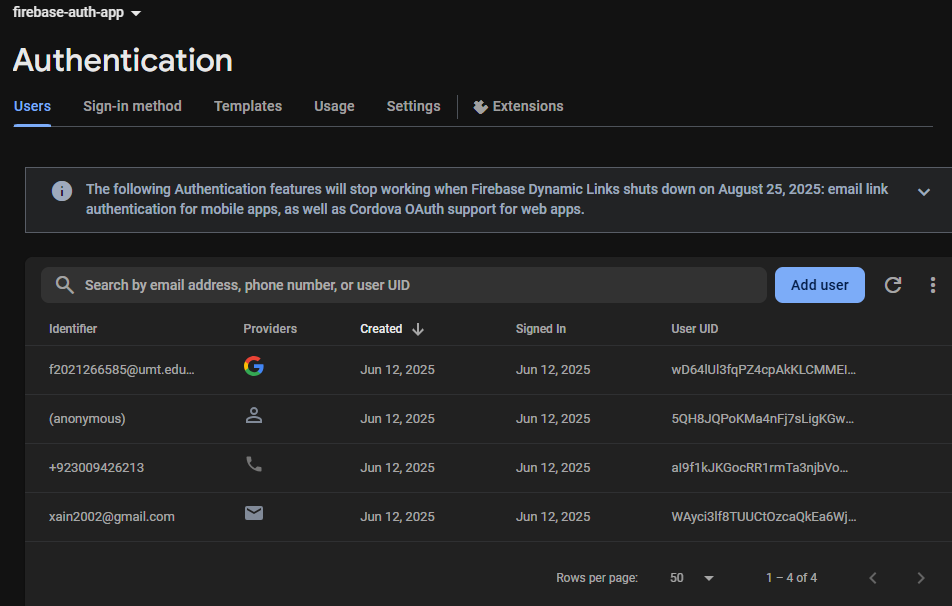 firebase-auth-app
Authentication
Users Sign-in method Templates Usage Settings Extensions
The following Authentication features will stop working when Firebase Dynamic Links shuts down on August 25, 2025: email link
authentication for mobile apps, as well as Cordova OAuth support for web apps.
Search by email address, phone number, or user UID Add user
Identifier Providers Created Signed In User UID
f2021266585@umt.edu... Jun 12, 2025 Jun 12, 2025 wD64lUl3fqPZ4cpAkKLCMMEl...
(anonymous) Jun 12, 2025 Jun 12, 2025 5QH8JQPoKMa4nFj7sLigKGw...
+923009426213 Jun 12, 2025 Jun 12, 2025 aI9f1kJKGocRR1rmTa3njbVo...
xain2002@gmail.com Jun 12, 2025 Jun 12, 2025 WAyci3lf8TUUCtOzcaQkEa6Wj...
Rows per page: 50 1 – 4 of 4